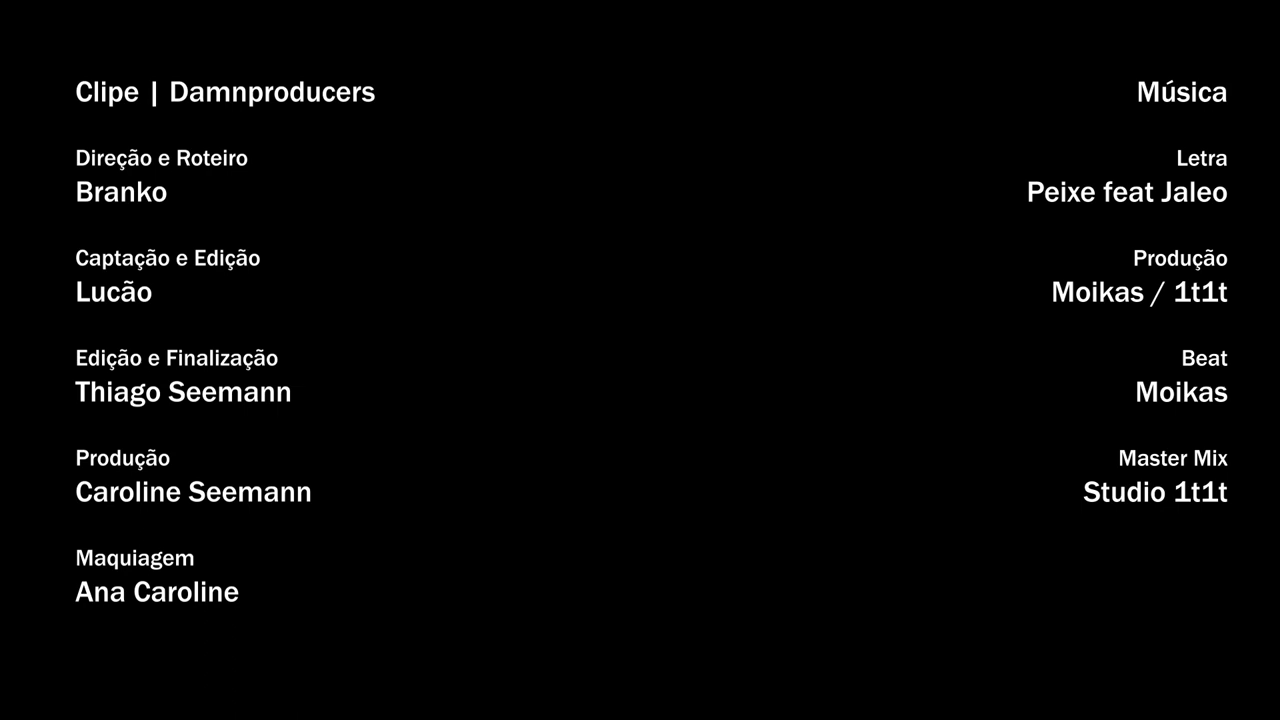 Clipe | Damnproducers
Direção e Roteiro
Branko
Captação e Edição
Lucão
Edição e Finalização
Thiago Seemann
Produção
Caroline Seemann
Maquiagem
Ana Caroline
Música
Letra
Peixe feat Jaleo
Produção
Moikas / 1t1t
Beat
Moikas
Master Mix
Studio 1t1t